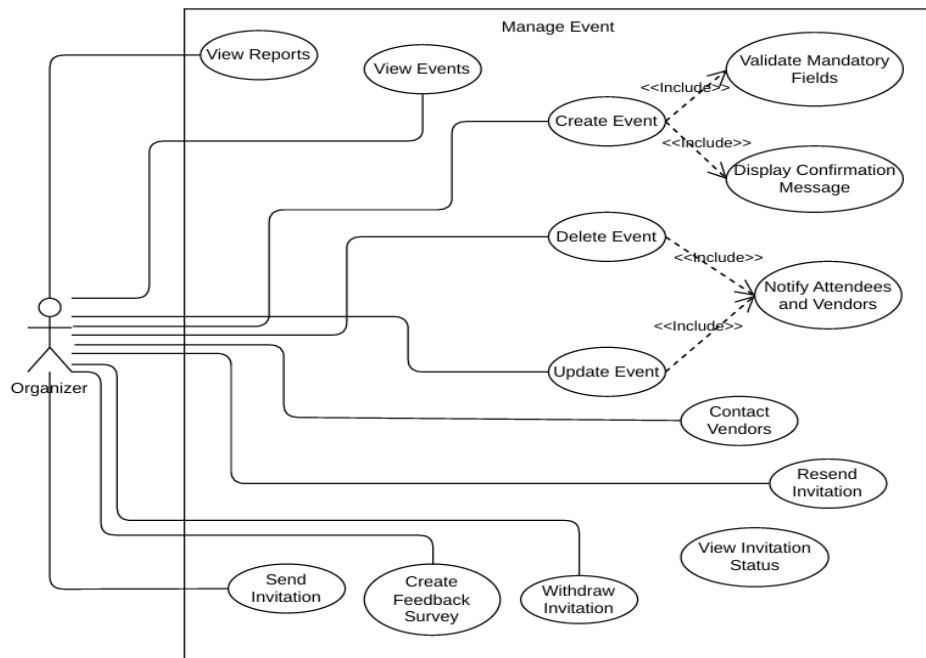 Manage Event
View Reports
View Events
Validate Mandatory
Fields
<<Include>>
Create Event
<<Include>>
Display Confirmation
Message
Delete Event
<<Include>>
Notify Attendees
and Vendors
<<Include>>
Update Event
Organizer
Contact
Vendors
Resend
Invitation
View Invitation
Status
Send
Invitation
Create
Feedback
Survey
Withdraw
Invitation